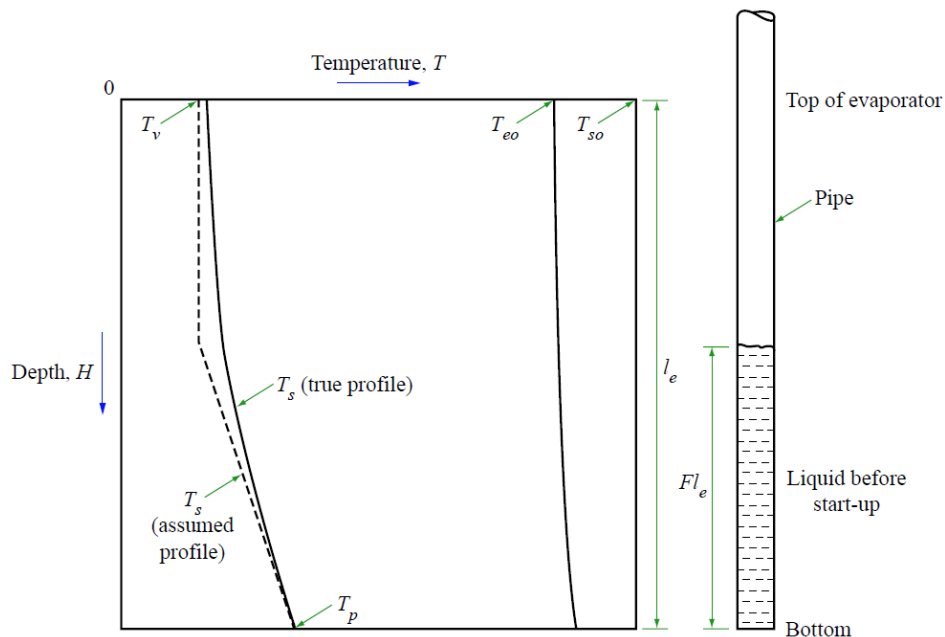 Temperature, T
0
T_v
T_eo
T_so
Top of evaporator
Pipe
Depth, H
T_s (true profile)
l_e
T_s
(assumed
profile)
Fl_e
Liquid before
start-up
T_p
Bottom